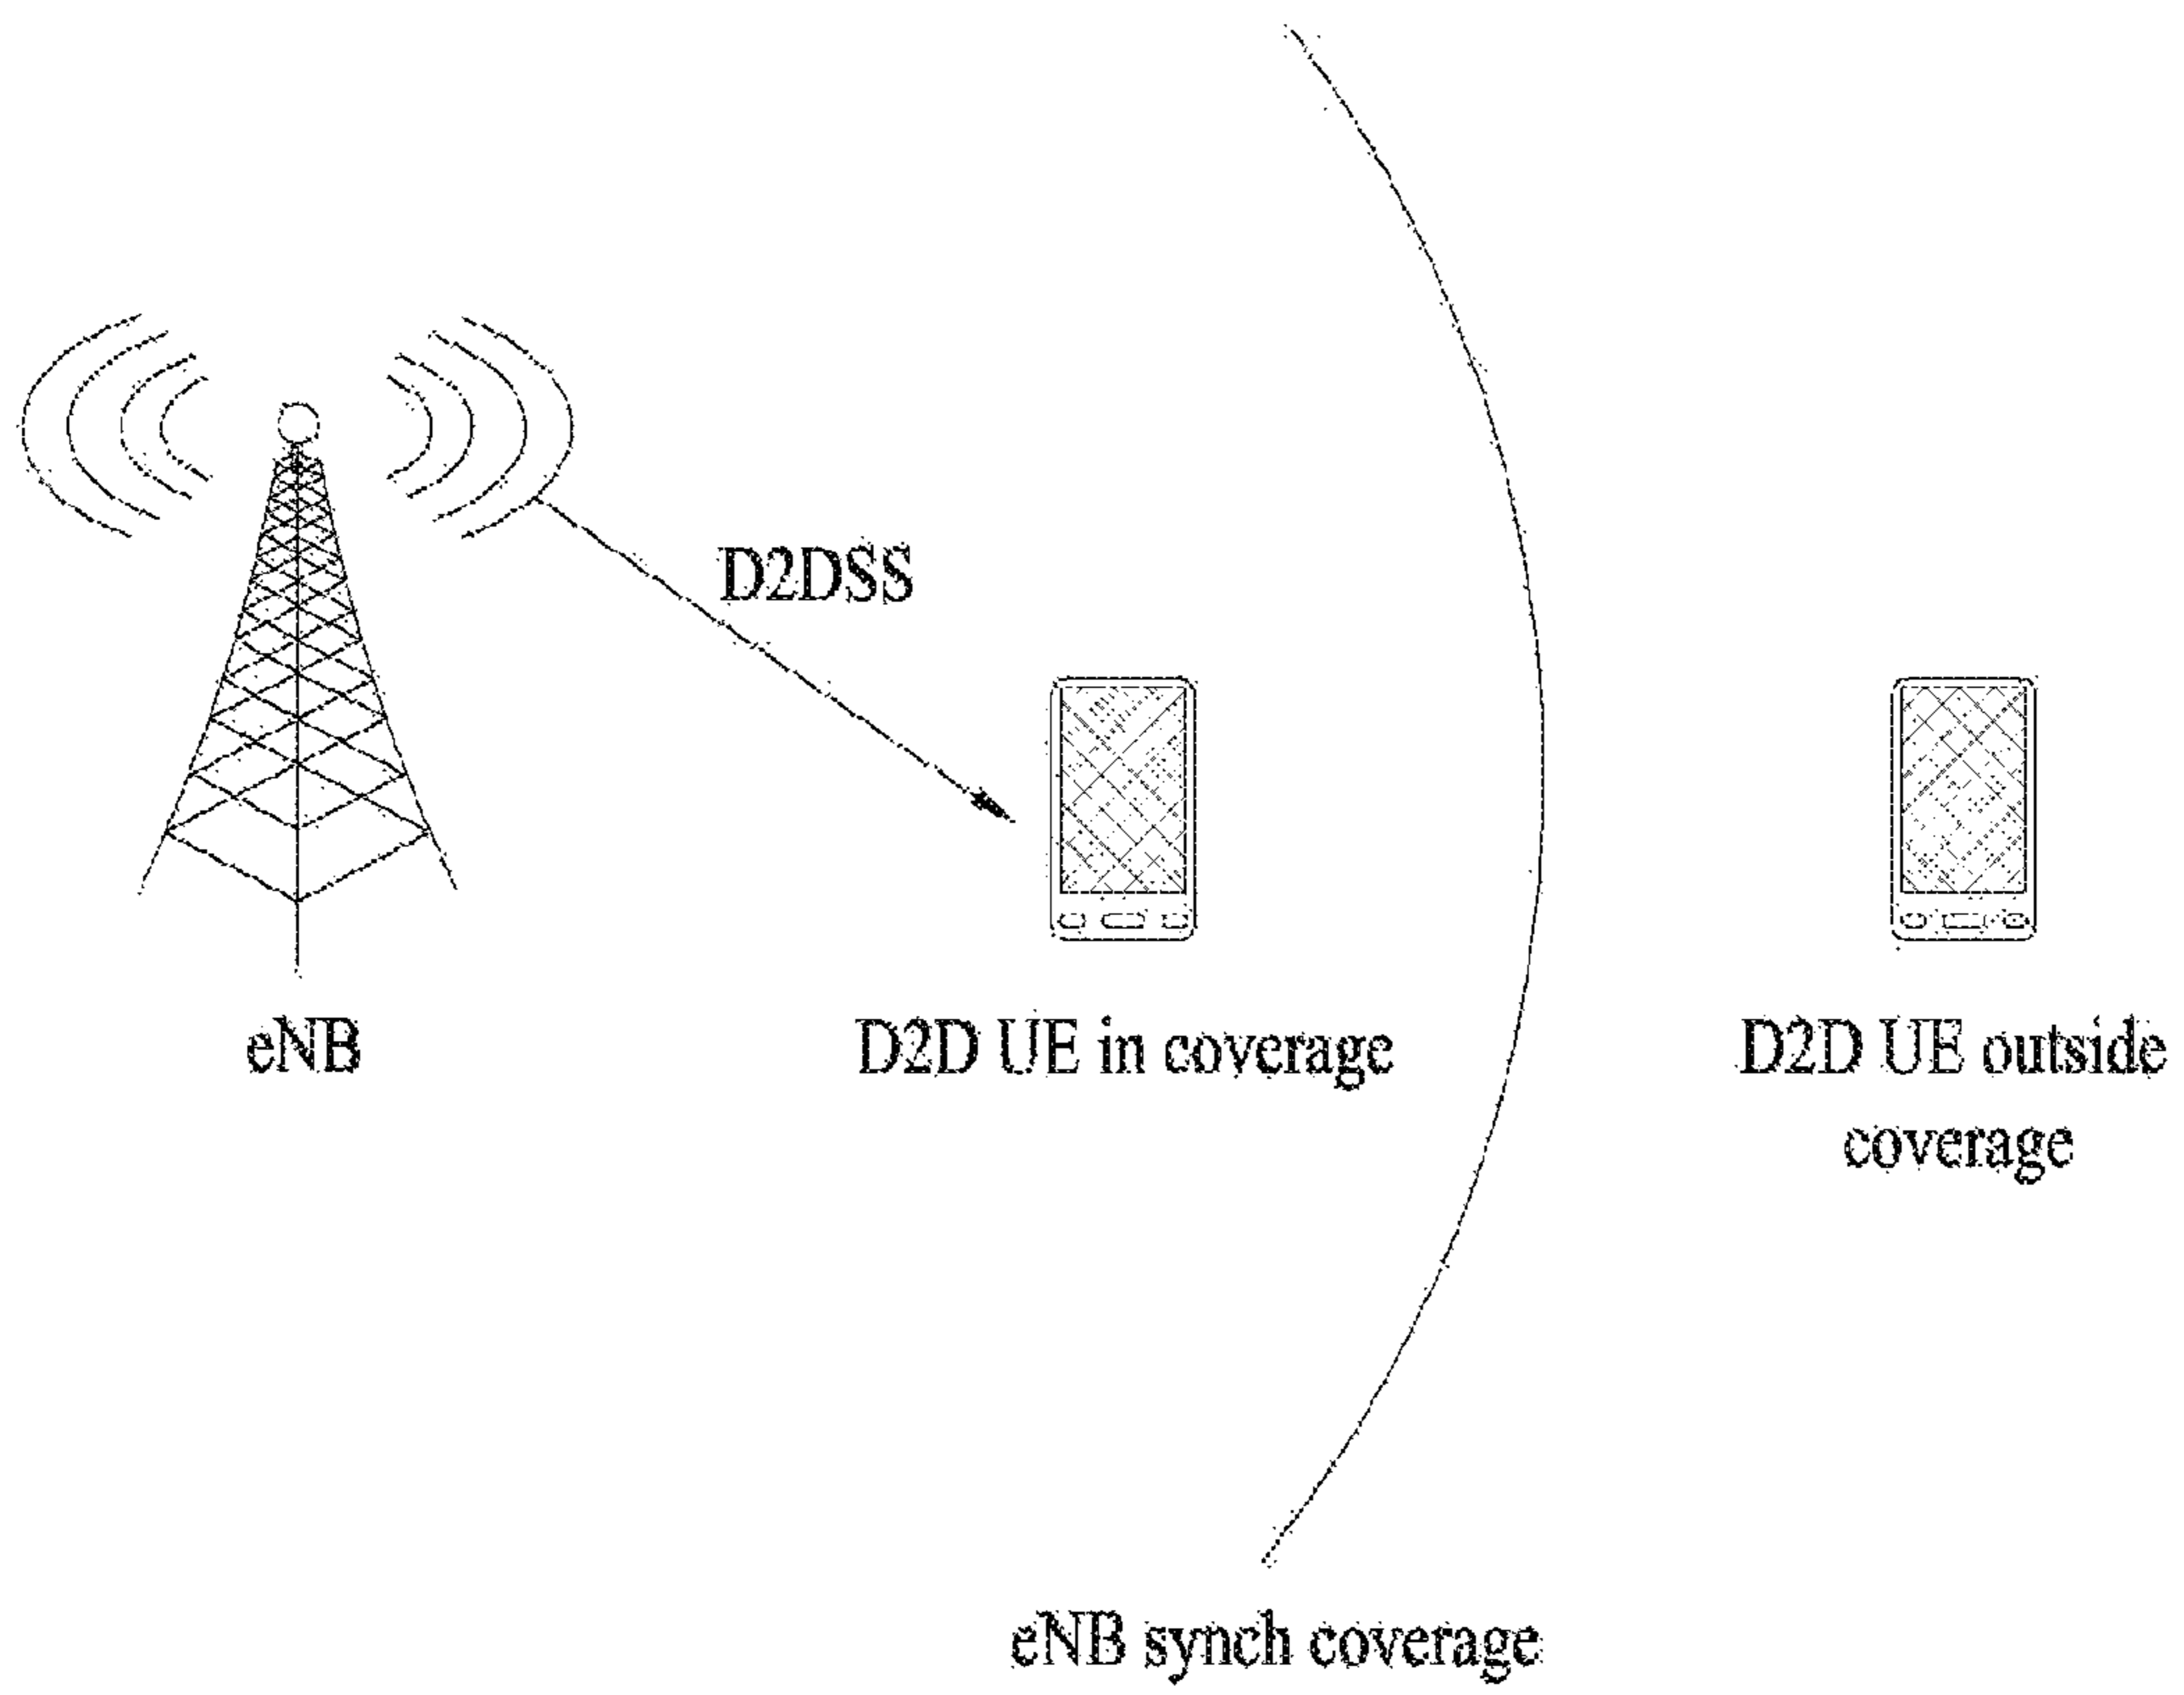 D2DSS
eNB
D2D UE in coverage
D2D UE outside
coverage
eNB synch coverage